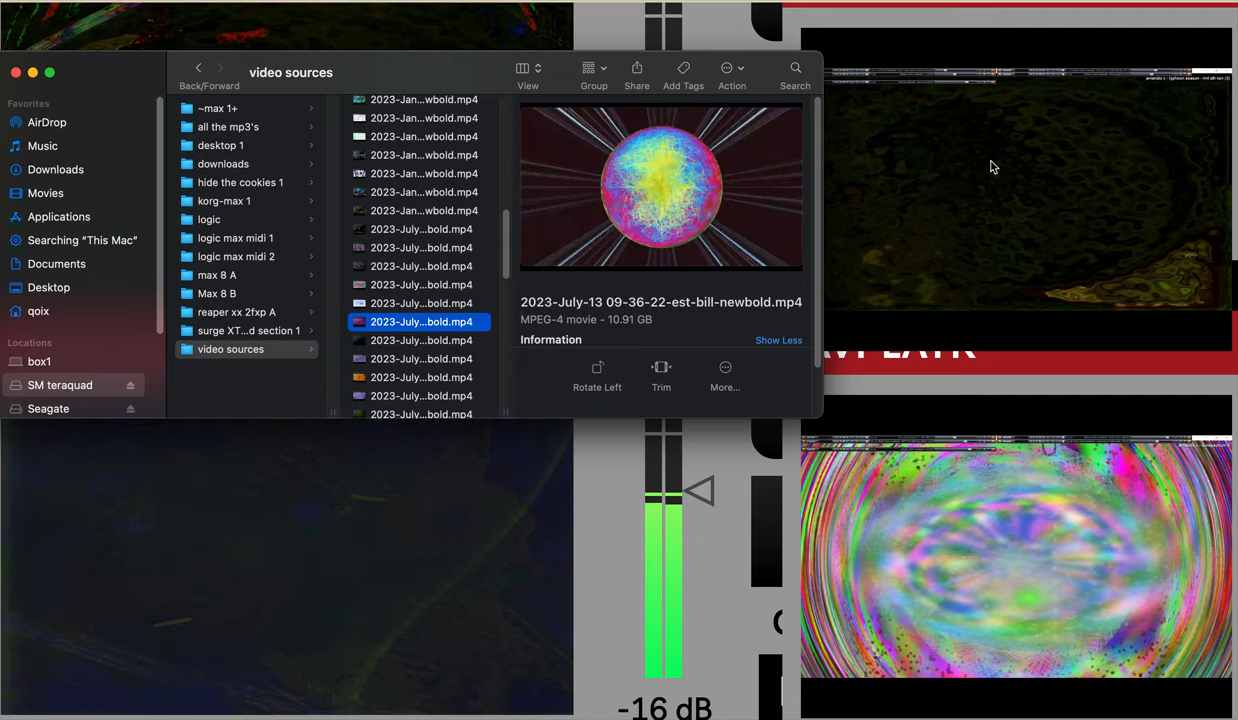 video sources
Back/Forward
View
Group
Share
Add Tags
Action
Search
Favorites
AirDrop
Music
Downloads
Movies
Applications
Searching “This Mac”
Documents
Desktop
qoix
Locations
box1
SM teraquad
Seagate
~max 1+
all the mp3's
desktop 1
downloads
hide the cookies 1
korg-max 1
logic
logic max midi 1
logic max midi 2
max 8 A
Max 8 B
reaper xx 2fxp A
surge XT...d section 1
video sources
2023-Jan...wbold.mp4
2023-Jan...wbold.mp4
2023-Jan...wbold.mp4
2023-Jan...wbold.mp4
2023-Jan...wbold.mp4
2023-Jan...wbold.mp4
2023-Jan...wbold.mp4
2023-July...bold.mp4
2023-July...bold.mp4
2023-July...bold.mp4
2023-July...bold.mp4
2023-July...bold.mp4
2023-July...bold.mp4
2023-July...bold.mp4
2023-July...bold.mp4
2023-July...bold.mp4
2023-July...bold.mp4
2023-July...bold.mp4
2023-July-13 09-36-22-est-bill-newbold.mp4
MPEG-4 movie - 10.91 GB
Information
Show Less
Rotate Left
Trim
More...
-16 dB